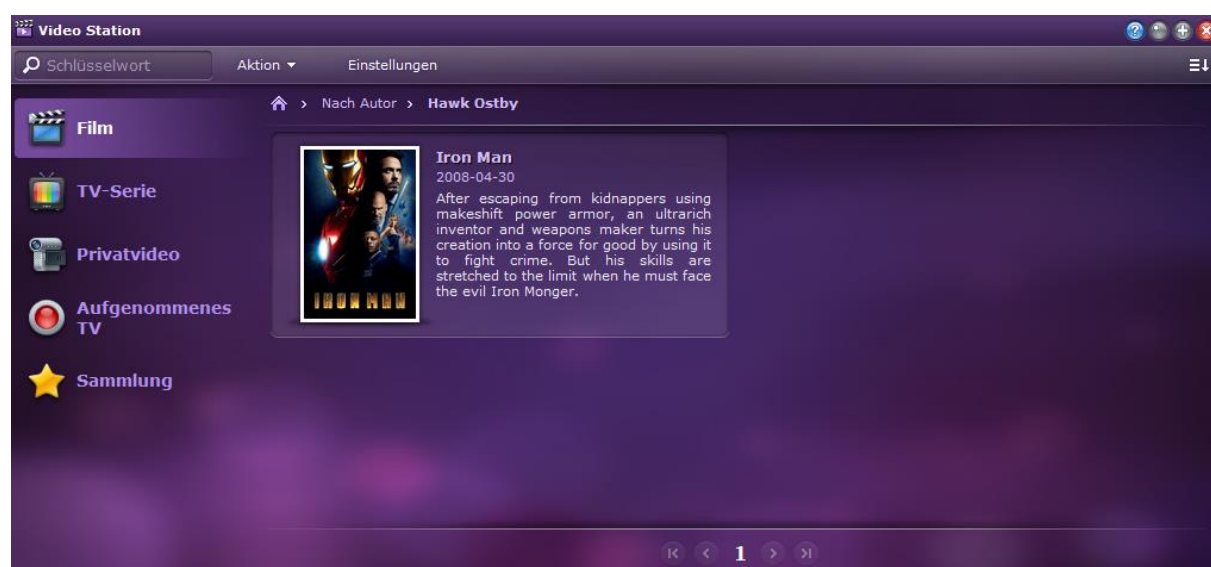 Video Station
Schlüsselwort
Aktion
Einstellungen
Nach Autor › Hawk Ostby
Film
TV-Serie
Privatvideo
Aufgenommenes
TV
Sammlung
IRON MAN
Iron Man
2008-04-30
After escaping from kidnappers using
makeshift power armor, an ultrarich
inventor and weapons maker turns his
creation into a force for good by using it
to fight crime. But his skills are
stretched to the limit when he must face
the evil Iron Monger.
1